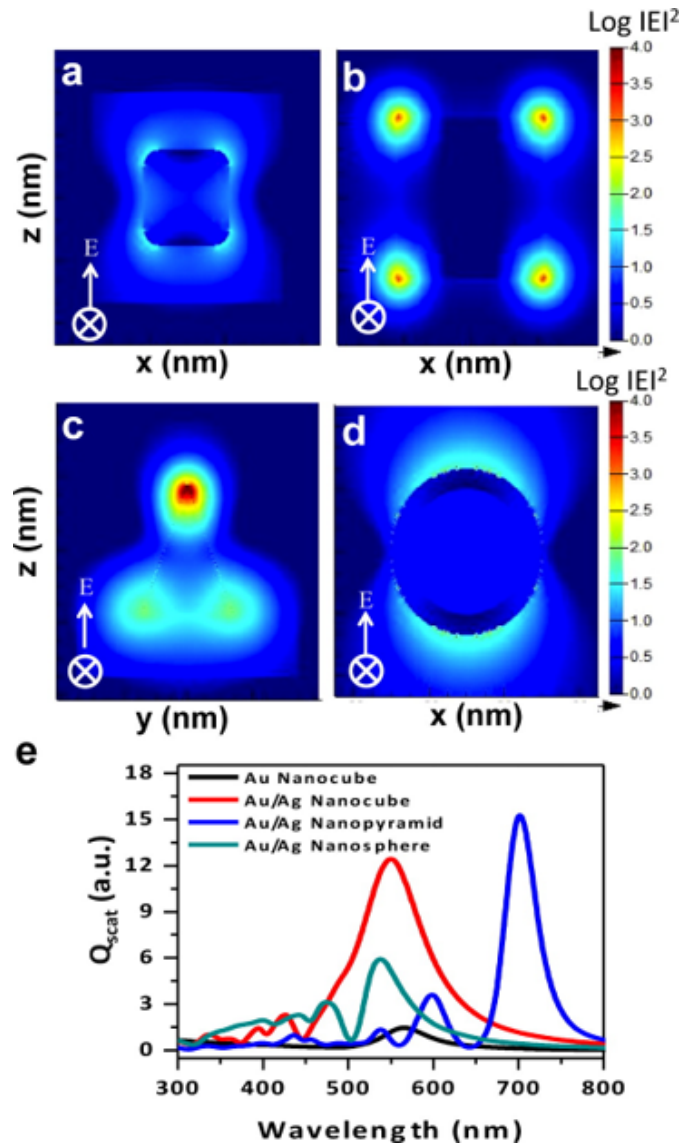 Log |E|²
a
b
4.0
3.5
3.0
2.5
2.0
1.5
1.0
0.5
0.0
z (nm)
E
E
x (nm)
x (nm)
Log |E|²
c
d
4.0
3.5
3.0
2.5
2.0
1.5
1.0
0.5
0.0
z (nm)
E
E
y (nm)
x (nm)
e
Au Nanocube
Au/Ag Nanocube
Au/Ag Nanopyramid
Au/Ag Nanosphere
Qscat (a.u.)
18
15
12
9
6
3
0
300 400 500 600 700 800
Wavelength (nm)